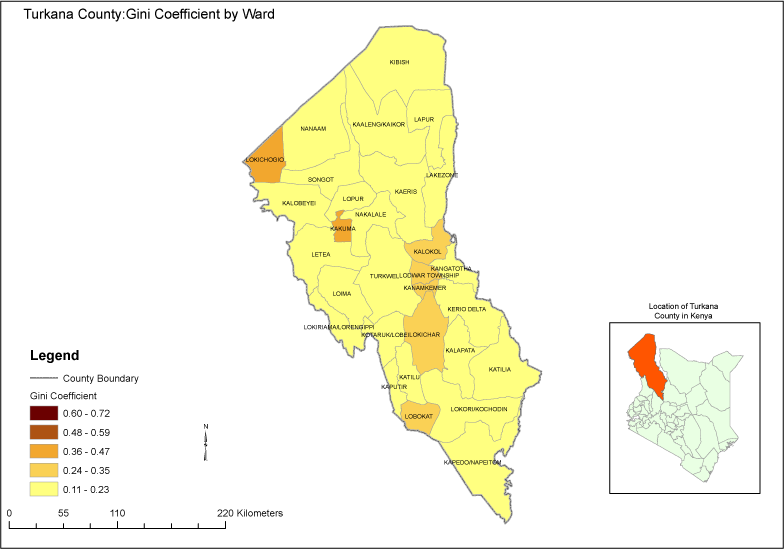 Turkana County:Gini Coefficient by Ward
KIBISH
KAALENG/KAIKOR
LAPUR
NANAAM
LOKICHOGIO
SONGOT
LAKEZONE
KAERIS
LOPUR
KALOBEYEI
NAKALALE
KAKUMA
LETEA
KALOKOL
KANGATOTHA
TURKWEL
LODWAR TOWNSHIP
KANAMKEMER
LOIMA
KERIO DELTA
LOKIRIAMA/LORENGIPPI
KOTARUK/LOBEI
LOKICHAR
KALAPATA
KATILIA
KATILU
KAPUTIR
LOBOKAT
LOKORI/KOCHODIN
KAPEDO/NAPEITOM
Location of Turkana
County in Kenya
Legend
County Boundary
Gini Coefficient
0.60 - 0.72
0.48 - 0.59
0.36 - 0.47
0.24 - 0.35
0.11 - 0.23
N
0 55 110 220 Kilometers